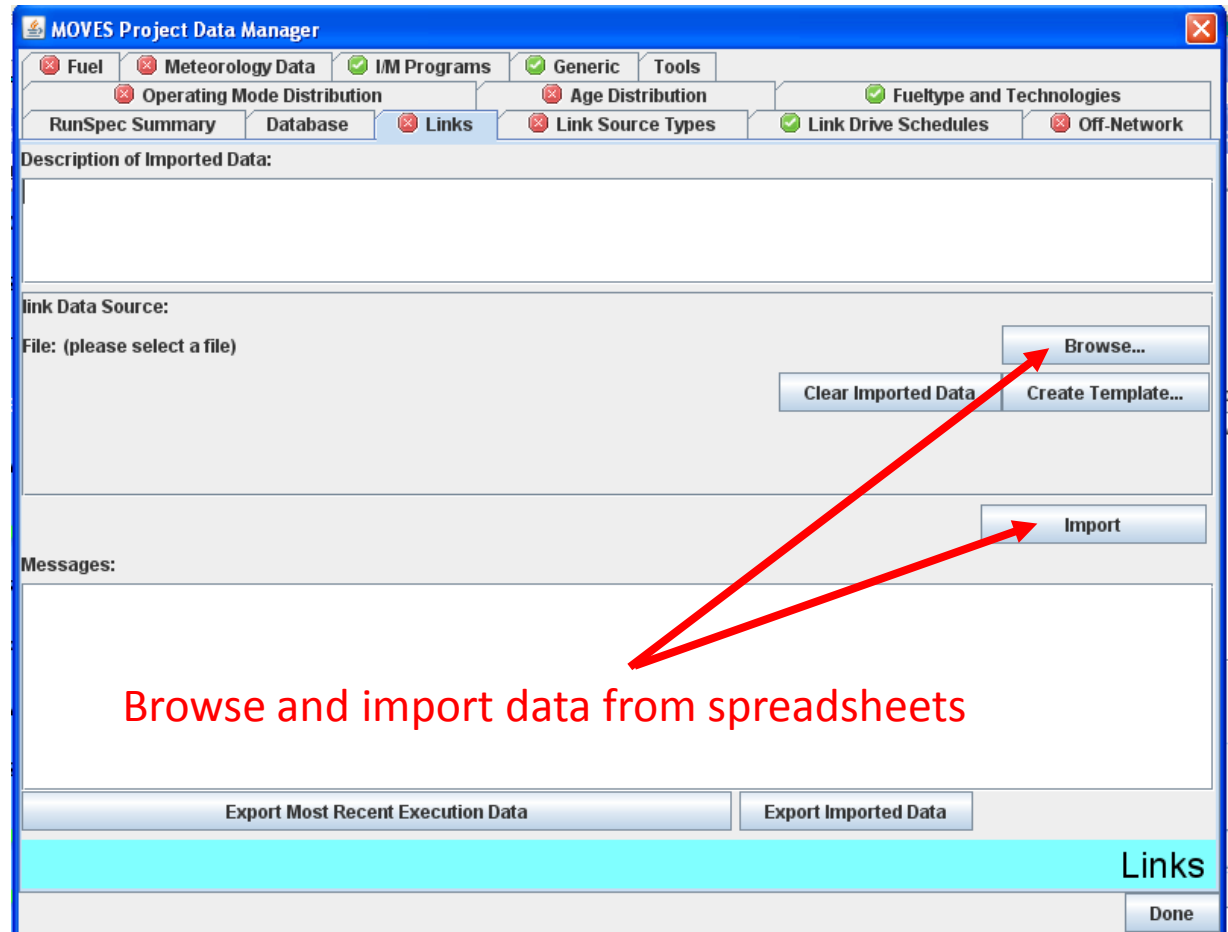 MOVES Project Data Manager
Fuel Meteorology Data I/M Programs Generic Tools
Operating Mode Distribution Age Distribution Fueltype and Technologies
RunSpec Summary Database Links Link Source Types Link Drive Schedules Off-Network
Description of Imported Data:
link Data Source:
File: (please select a file) Browse...
Clear Imported Data Create Template...
Import
Messages:
Browse and import data from spreadsheets
Export Most Recent Execution Data Export Imported Data
Links
Done